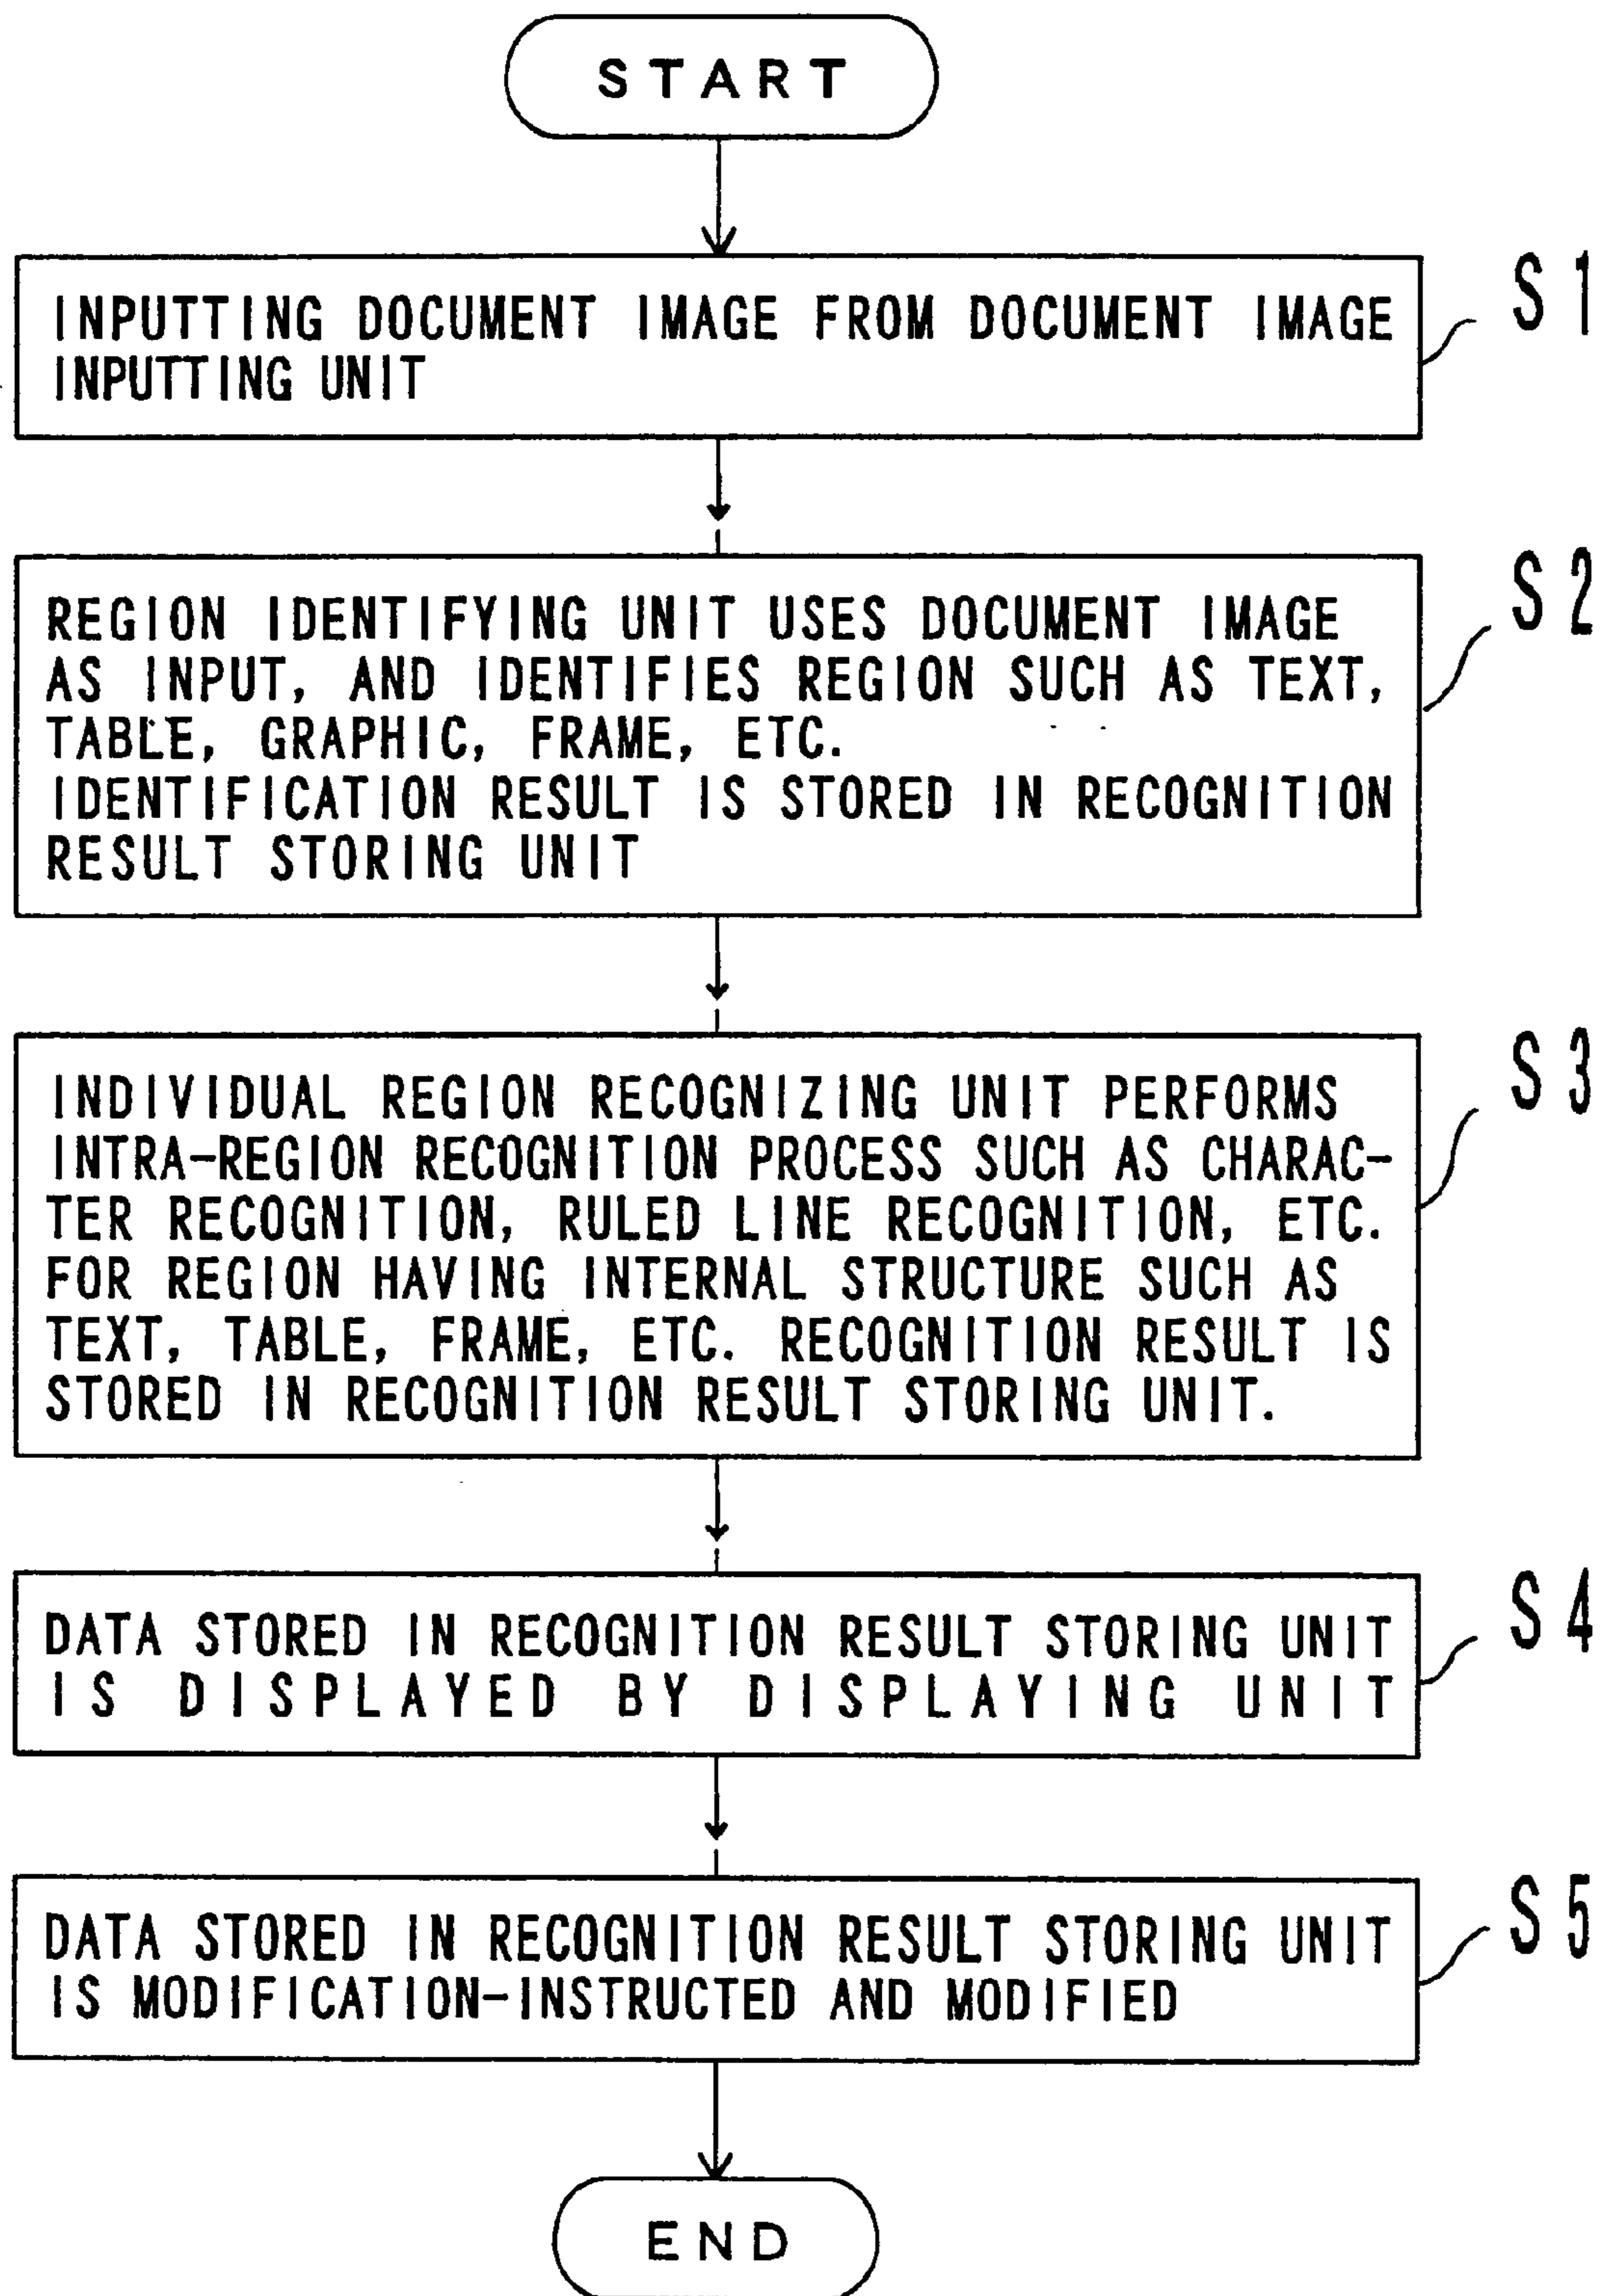 START
S1
INPUTTING DOCUMENT IMAGE FROM DOCUMENT IMAGE
INPUTTING UNIT
S2
REGION IDENTIFYING UNIT USES DOCUMENT IMAGE
AS INPUT, AND IDENTIFIES REGION SUCH AS TEXT,
TABLE, GRAPHIC, FRAME, ETC.
IDENTIFICATION RESULT IS STORED IN RECOGNITION
RESULT STORING UNIT
S3
INDIVIDUAL REGION RECOGNIZING UNIT PERFORMS
INTRA-REGION RECOGNITION PROCESS SUCH AS CHARAC-
TER RECOGNITION, RULED LINE RECOGNITION, ETC.
FOR REGION HAVING INTERNAL STRUCTURE SUCH AS
TEXT, TABLE, FRAME, ETC. RECOGNITION RESULT IS
STORED IN RECOGNITION RESULT STORING UNIT.
S4
DATA STORED IN RECOGNITION RESULT STORING UNIT
IS DISPLAYED BY DISPLAYING UNIT
S5
DATA STORED IN RECOGNITION RESULT STORING UNIT
IS MODIFICATION-INSTRUCTED AND MODIFIED
END